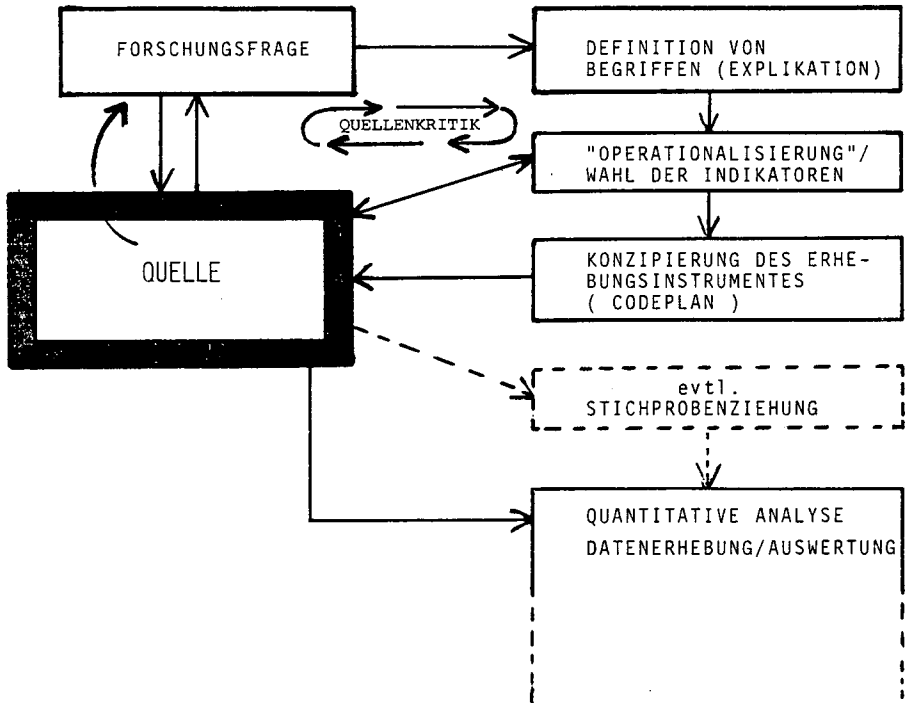 FORSCHUNGSFRAGE
DEFINITION VON
BEGRIFFEN (EXPLIKATION)
QUELLENKRITIK
"OPERATIONALISIERUNG"/
WAHL DER INDIKATOREN
QUELLE
KONZIPIERUNG DES ERHE-
BUNGSINSTRUMENTES
( CODEPLAN )
evtl.
STICHPROBENZIEHUNG
QUANTITATIVE ANALYSE
DATENERHEBUNG/AUSWERTUNG